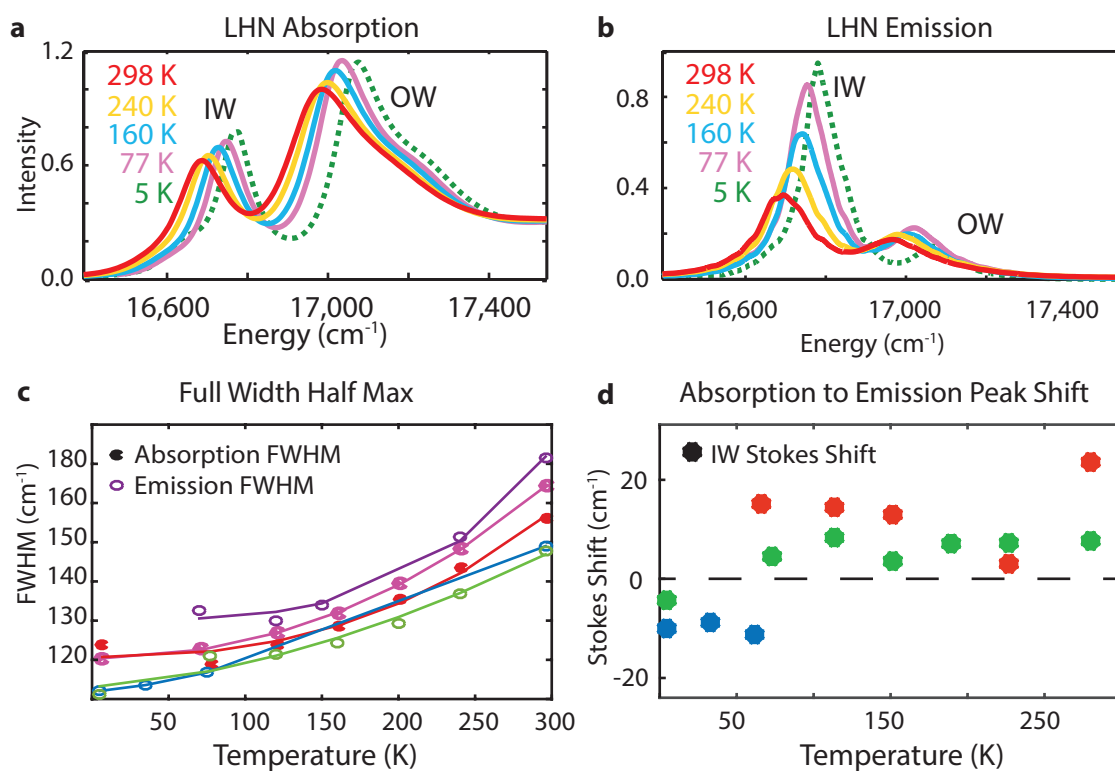 a LHN Absorption
1.2
298 K
240 K
160 K
77 K
5 K
IW
OW
Intensity
0.6
0.0
16,600 17,000 17,400
Energy (cm-1)
b LHN Emission
0.8
298 K
240 K
160 K
77 K
5 K
IW
OW
0.4
0
16,600 17,000 17,400
Energy (cm-1)
c Full Width Half Max
Absorption FWHM
Emission FWHM
FWHM (cm-1)
180
160
150
140
130
120
50 100 150 200 250 300
Temperature (K)
d Absorption to Emission Peak Shift
IW Stokes Shift
Stokes Shift (cm-1)
20
0
-20
50 150 250
Temperature (K)